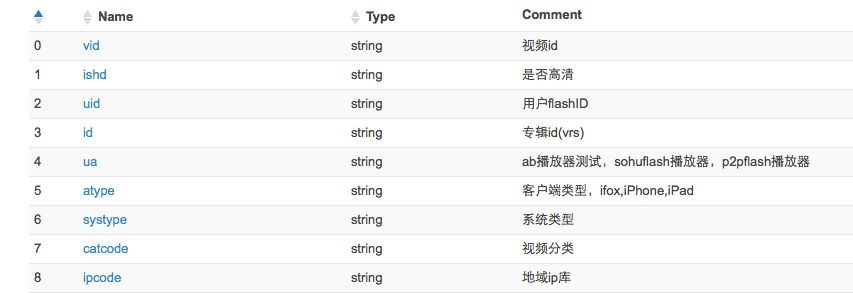 Name Type Comment
0 vid string 视频id
1 ishd string 是否高清
2 uid string 用户flashID
3 id string 专辑id(vrs)
4 ua string ab播放器测试，sohuflash播放器，p2pflash播放器
5 atype string 客户端类型，ifox,iPhone,iPad
6 systype string 系统类型
7 catcode string 视频分类
8 ipcode string 地域ip库